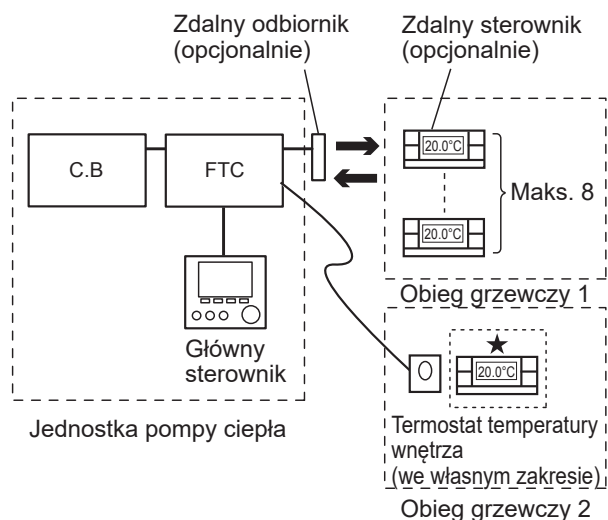 Zdalny odbiornik
(opcjonalnie)
Zdalny sterownik
(opcjonalnie)
C.B
FTC
20.0°C
Maks. 8
20.0°C
Obieg grzewczy 1
Główny
sterownik
20.0°C
Jednostka pompy ciepła
Termostat temperatury
wnętrza
(we własnym zakresie)
Obieg grzewczy 2